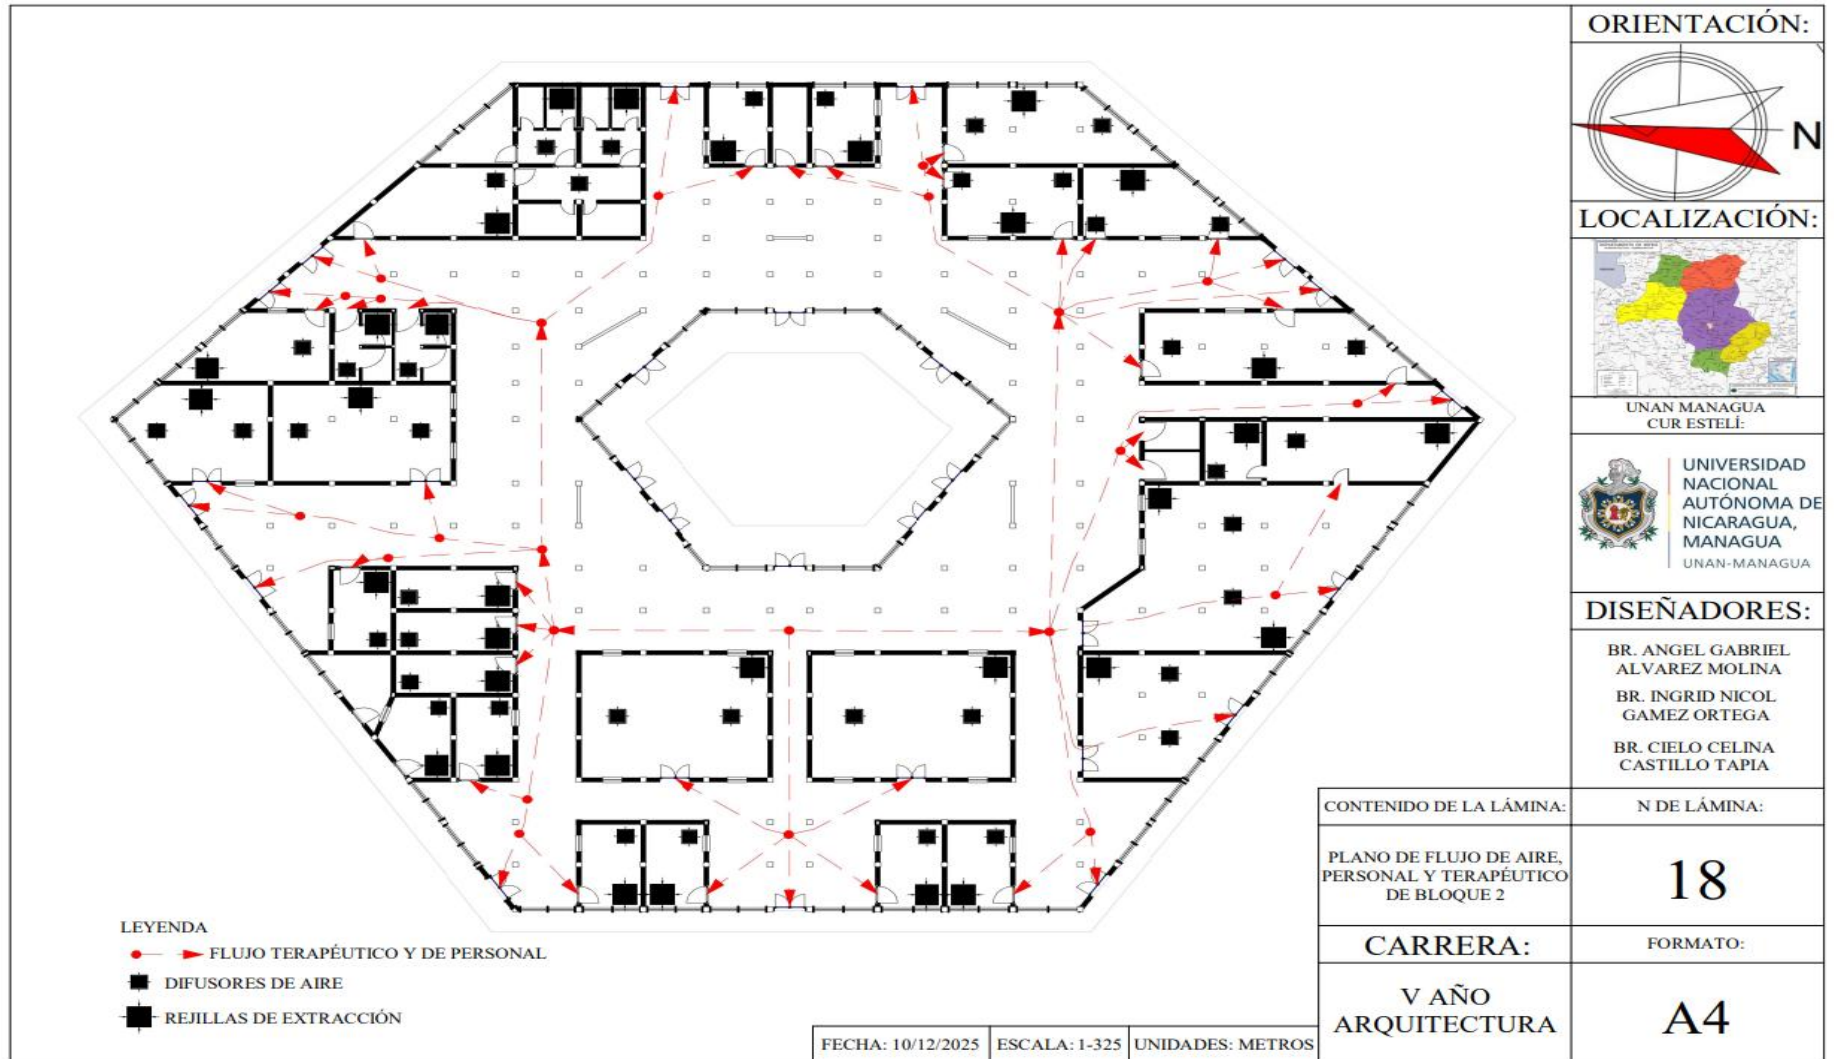 ORIENTACIÓN:
N
LOCALIZACIÓN:
UNAN MANAGUA
CUR ESTELÍ:
UNIVERSIDAD
NACIONAL
AUTÓNOMA DE
NICARAGUA,
MANAGUA
UNAN-MANAGUA
DISEÑADORES:
BR. ANGEL GABRIEL
ALVAREZ MOLINA
BR. INGRID NICOL
GAMEZ ORTEGA
BR. CIELO CELINA
CASTILLO TAPIA
CONTENIDO DE LA LÁMINA:
N DE LÁMINA:
PLANO DE FLUJO DE AIRE,
PERSONAL Y TERAPÉUTICO
DE BLOQUE 2
18
CARRERA:
FORMATO:
V AÑO
ARQUITECTURA
A4
LEYENDA
FLUJO TERAPÉUTICO Y DE PERSONAL
DIFUSORES DE AIRE
REJILLAS DE EXTRACCIÓN
FECHA: 10/12/2025
ESCALA: 1-325
UNIDADES: METROS